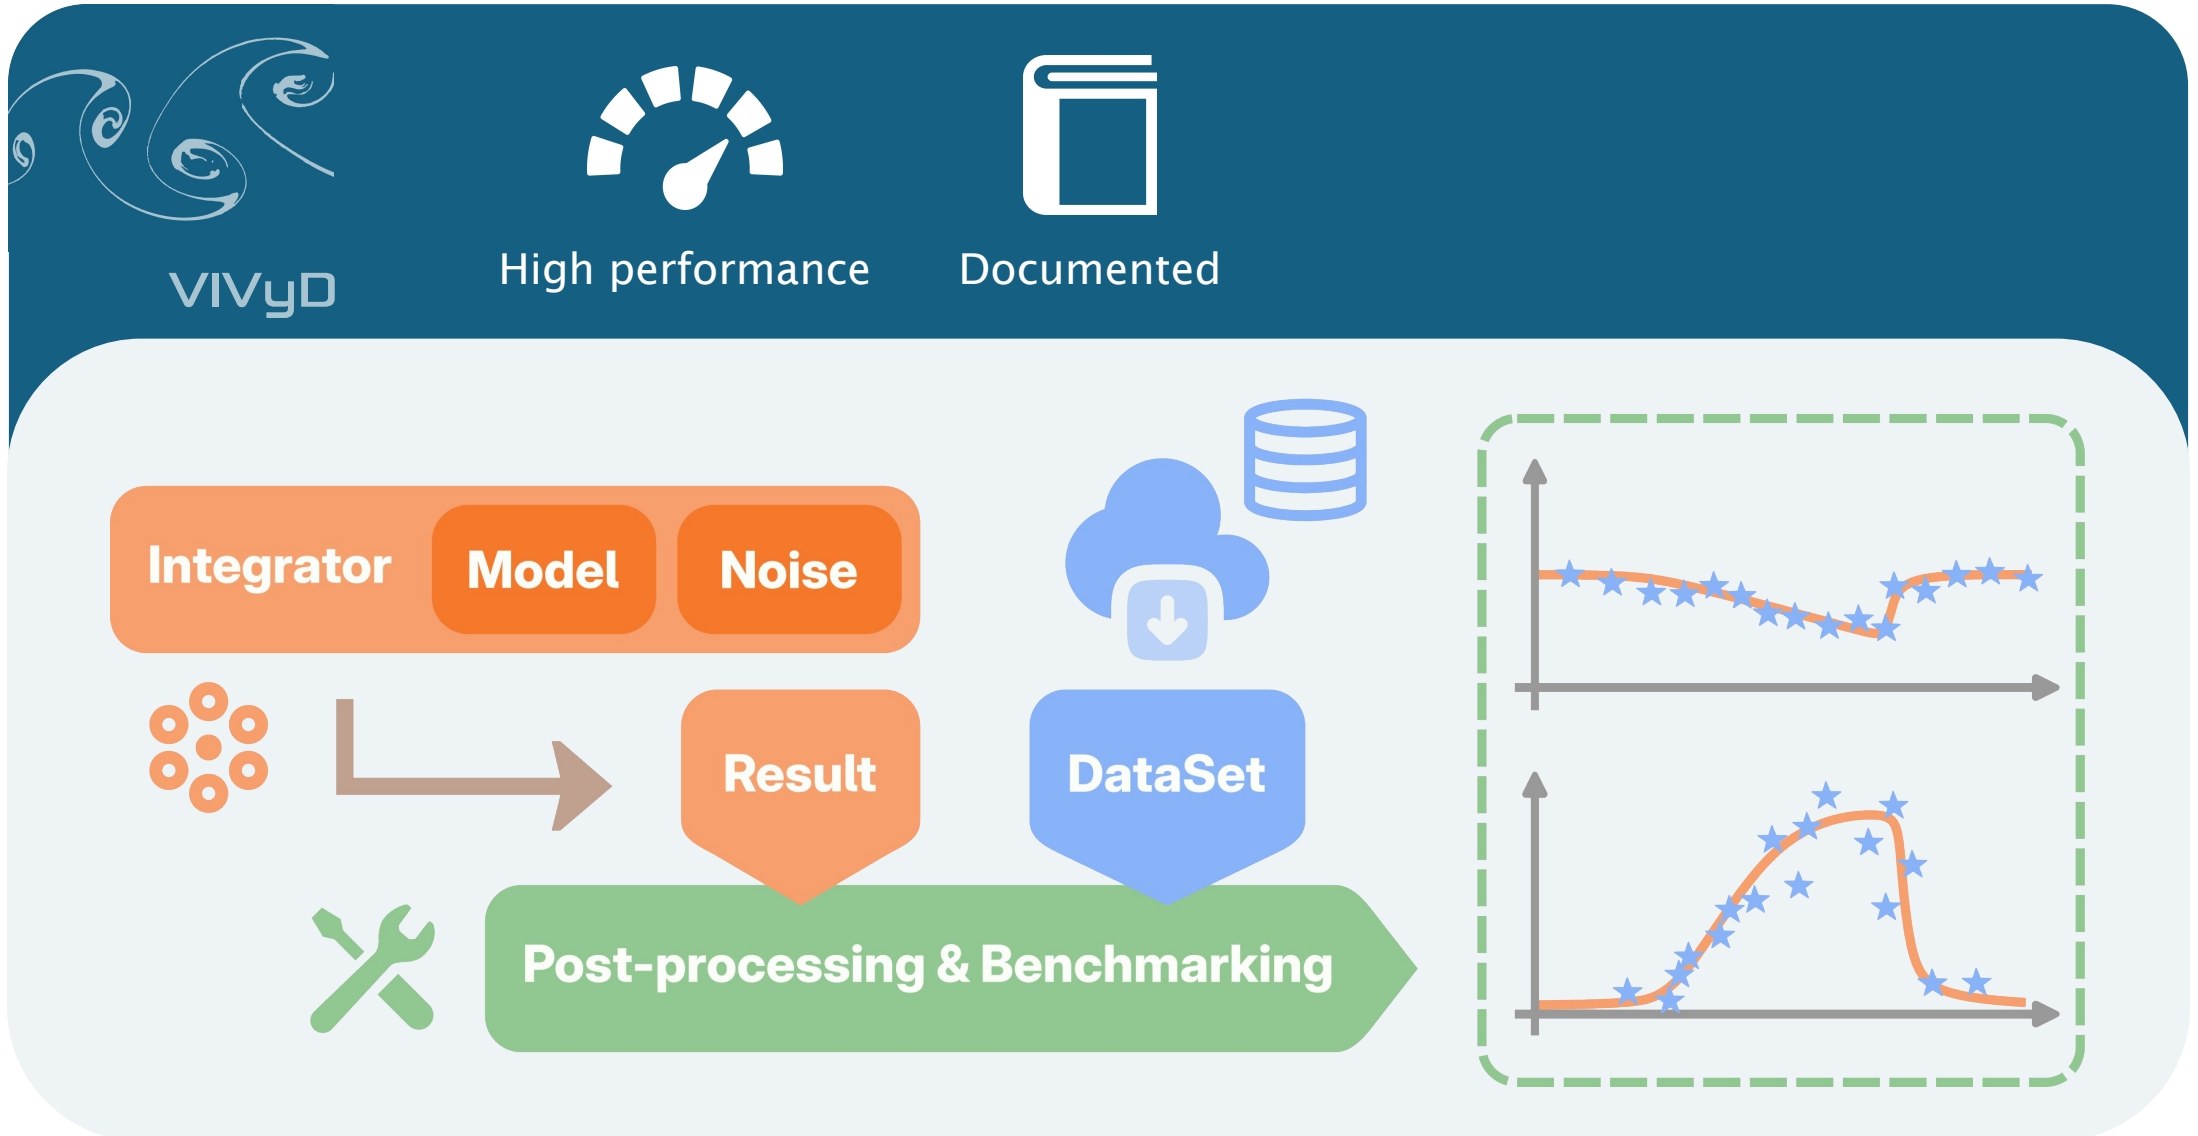 VIVyD
High performance
Documented
Integrator
Model
Noise
Result
DataSet
Post-processing & Benchmarking